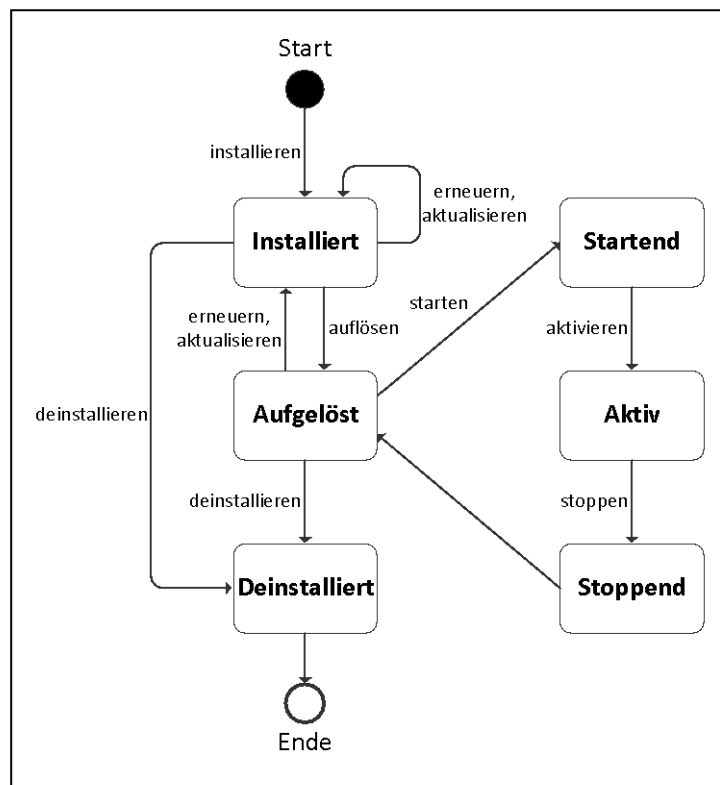 Start
installieren
erneuern,
aktualisieren
Installiert
Startend
erneuern,
aktualisieren
auflösen
starten
aktivieren
deinstallieren
Aufgelöst
Aktiv
deinstallieren
stoppen
Deinstalliert
Stoppend
Ende